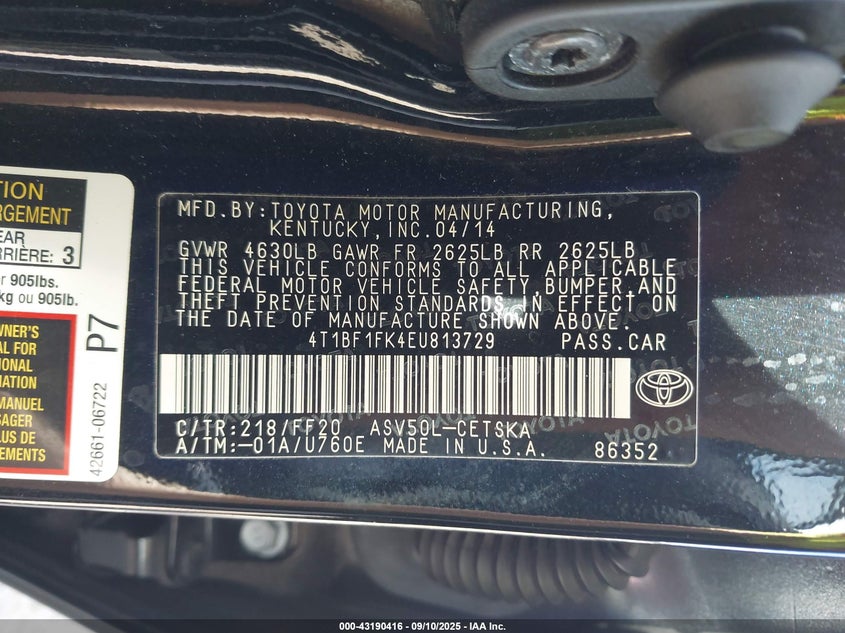 TION
RGEMENT
EAR
RRIÈRE: 3
r 905lbs.
kg ou 905lb.
WNER'S
AL FOR
TIONAL
MATION
MANUEL
SAGER
LUS DE
EMENTS
P7
42661-06722
MFD.BY:TOYOTA MOTOR MANUFACTURING,
KENTUCKY,INC.04/14
GVWR 4630LB GAWR FR 2625LB RR 2625LB
THIS VEHICLE CONFORMS TO ALL APPLICABLE
FEDERAL MOTOR VEHICLE SAFETY,BUMPER,AND
THEFT PREVENTION STANDARDS IN EFFECT ON
THE DATE OF MANUFACTURE SHOWN ABOVE.
4T1BF1FK4EU813729 PASS.CAR
C/TR:218/FF20 ASV50L-CETSKA
A/TM:-01A/U760E MADE IN U.S.A. 86352
000-43190416 - 09/10/2025 - IAA Inc.